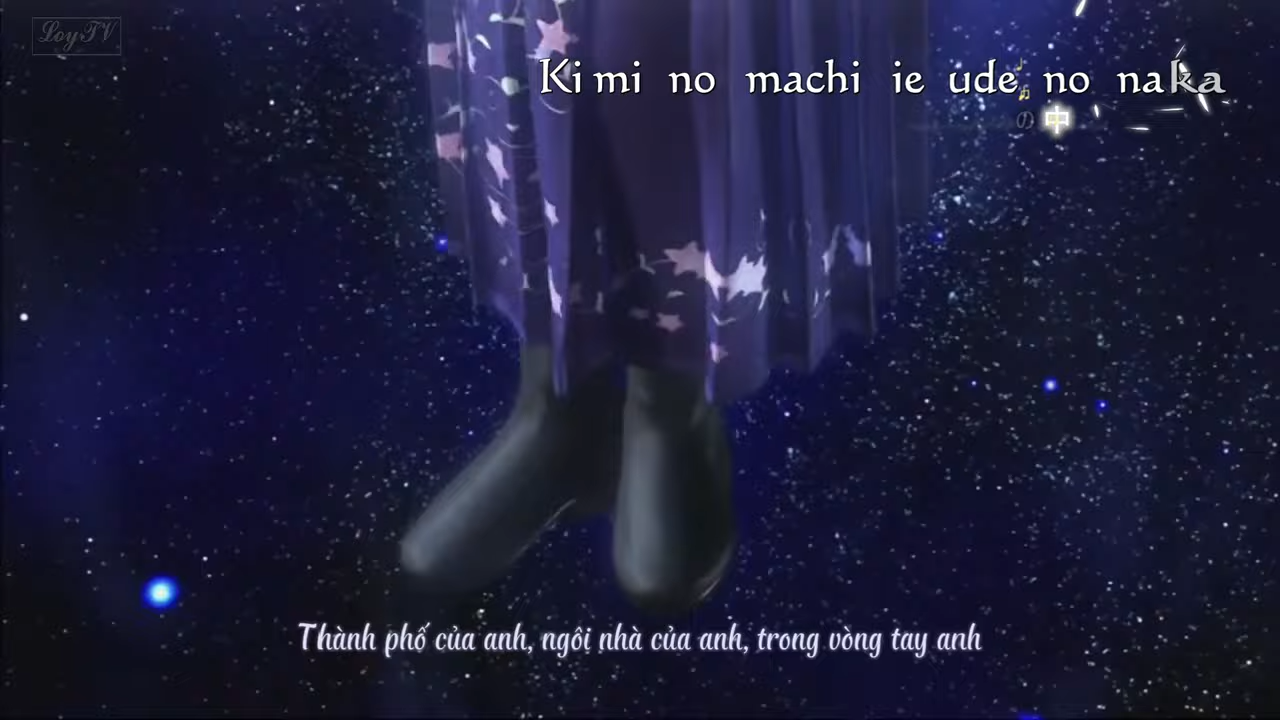 LoyTV
Ki mi no machi ie ude no naka
の中
Thành phố của anh, ngôi nhà của anh, trong vòng tay anh